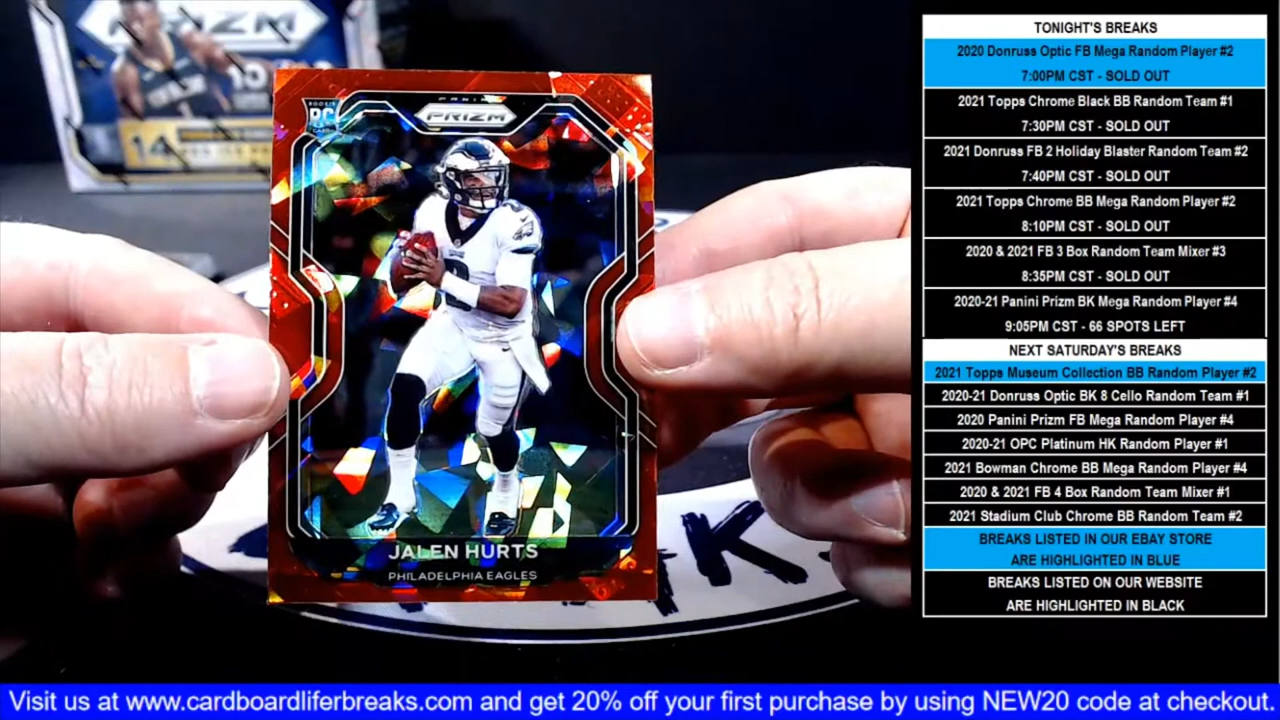 PRIZM
14
ROOKIE
RC
CARD
PANINI
PRIZM
JALEN HURTS
PHILADELPHIA EAGLES
TONIGHT'S BREAKS
2020 Donruss Optic FB Mega Random Player #2
7:00PM CST - SOLD OUT
2021 Topps Chrome Black BB Random Team #1
7:30PM CST - SOLD OUT
2021 Donruss FB 2 Holiday Blaster Random Team #2
7:40PM CST - SOLD OUT
2021 Topps Chrome BB Mega Random Player #2
8:10PM CST - SOLD OUT
2020 & 2021 FB 3 Box Random Team Mixer #3
8:35PM CST - SOLD OUT
2020-21 Panini Prizm BK Mega Random Player #4
9:05PM CST - 66 SPOTS LEFT
NEXT SATURDAY'S BREAKS
2021 Topps Museum Collection BB Random Player #2
2020-21 Donruss Optic BK 8 Cello Random Team #1
2020 Panini Prizm FB Mega Random Player #4
2020-21 OPC Platinum HK Random Player #1
2021 Bowman Chrome BB Mega Random Player #4
2020 & 2021 FB 4 Box Random Team Mixer #1
2021 Stadium Club Chrome BB Random Team #2
BREAKS LISTED IN OUR EBAY STORE
ARE HIGHLIGHTED IN BLUE
BREAKS LISTED ON OUR WEBSITE
ARE HIGHLIGHTED IN BLACK
Visit us at www.cardboardliferbreaks.com and get 20% off your first purchase by using NEW20 code at checkout.